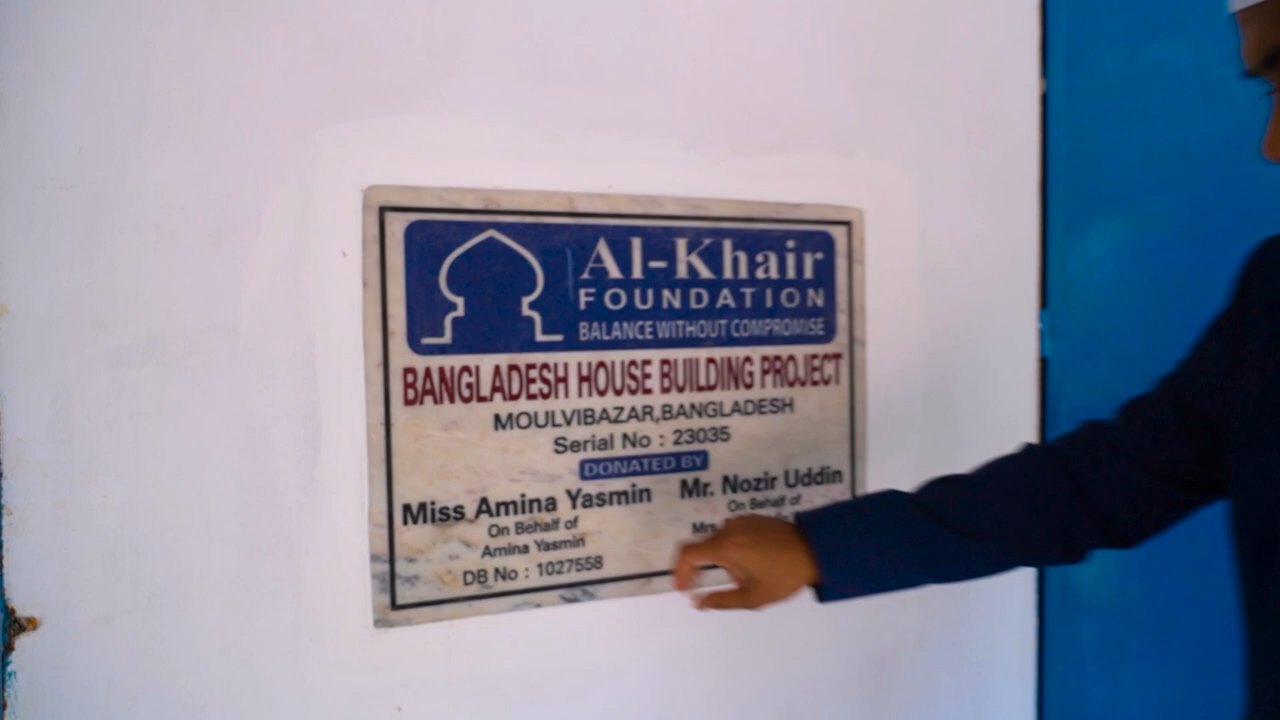 Al-Khair
FOUNDATION
BALANCE WITHOUT COMPROMISE
BANGLADESH HOUSE BUILDING PROJECT
MOULVIBAZAR,BANGLADESH
Serial No : 23035
DONATED BY
Miss Amina Yasmin
On Behalf of
Amina Yasmin
DB No : 1027558
Mr. Nozir Uddin
On Behalf of
Mrs